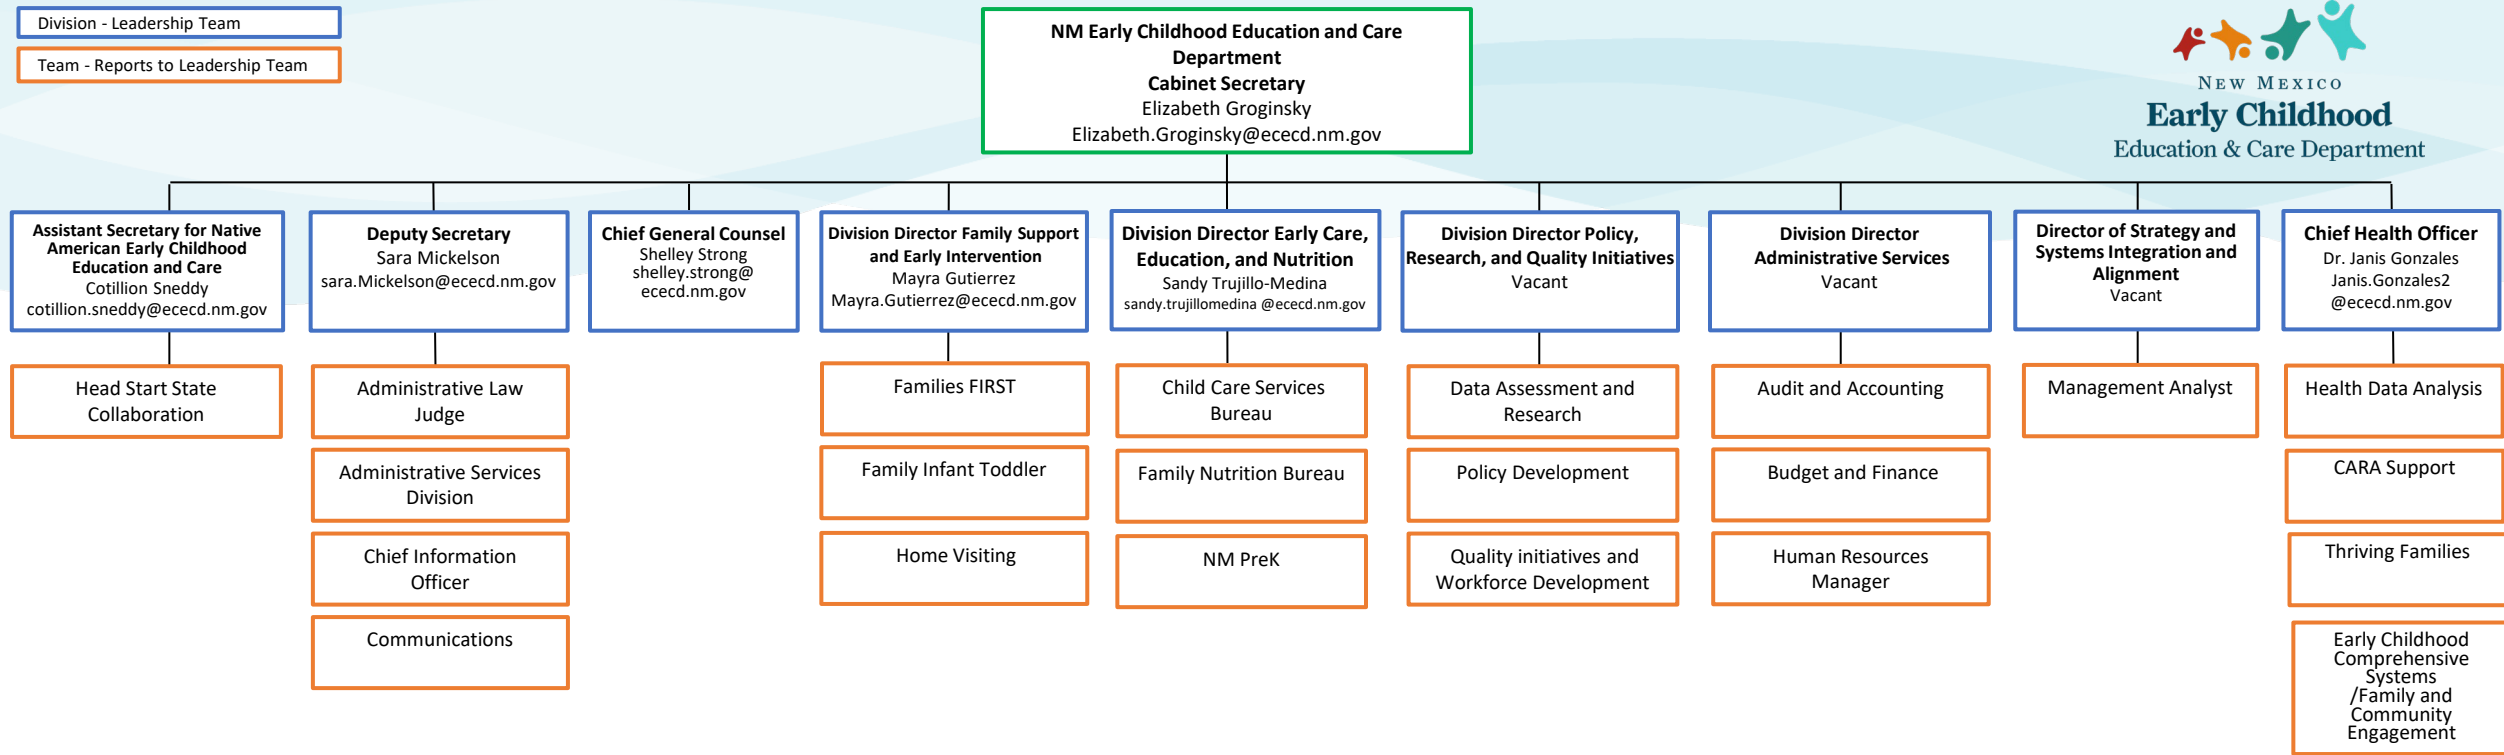 Division - Leadership Team
Team - Reports to Leadership Team
NM Early Childhood Education and Care
Department
Cabinet Secretary
Elizabeth Groginsky
Elizabeth.Groginsky@ececd.nm.gov
NEW MEXICO
Early Childhood
Education & Care Department
Assistant Secretary for Native
American Early Childhood
Education and Care
Cotillion Sneddy
cotillion.sneddy@ececd.nm.gov
Head Start State
Collaboration
Deputy Secretary
Sara Mickelson
sara.Mickelson@ececd.nm.gov
Administrative Law
Judge
Administrative Services
Division
Chief Information
Officer
Communications
Chief General Counsel
Shelley Strong
shelley.strong@
ececd.nm.gov
Division Director Family Support
and Early Intervention
Mayra Gutierrez
Mayra.Gutierrez@ececd.nm.gov
Families FIRST
Family Infant Toddler
Home Visiting
Division Director Early Care,
Education, and Nutrition
Sandy Trujillo-Medina
sandy.trujillomedina @ececd.nm.gov
Child Care Services
Bureau
Family Nutrition Bureau
NM PreK
Division Director Policy,
Research, and Quality Initiatives
Vacant
Data Assessment and
Research
Policy Development
Quality initiatives and
Workforce Development
Division Director
Administrative Services
Vacant
Audit and Accounting
Budget and Finance
Human Resources
Manager
Director of Strategy and
Systems Integration and
Alignment
Vacant
Management Analyst
Chief Health Officer
Dr. Janis Gonzales
Janis.Gonzales2
@ececd.nm.gov
Health Data Analysis
CARA Support
Thriving Families
Early Childhood
Comprehensive
Systems
/Family and
Community
Engagement